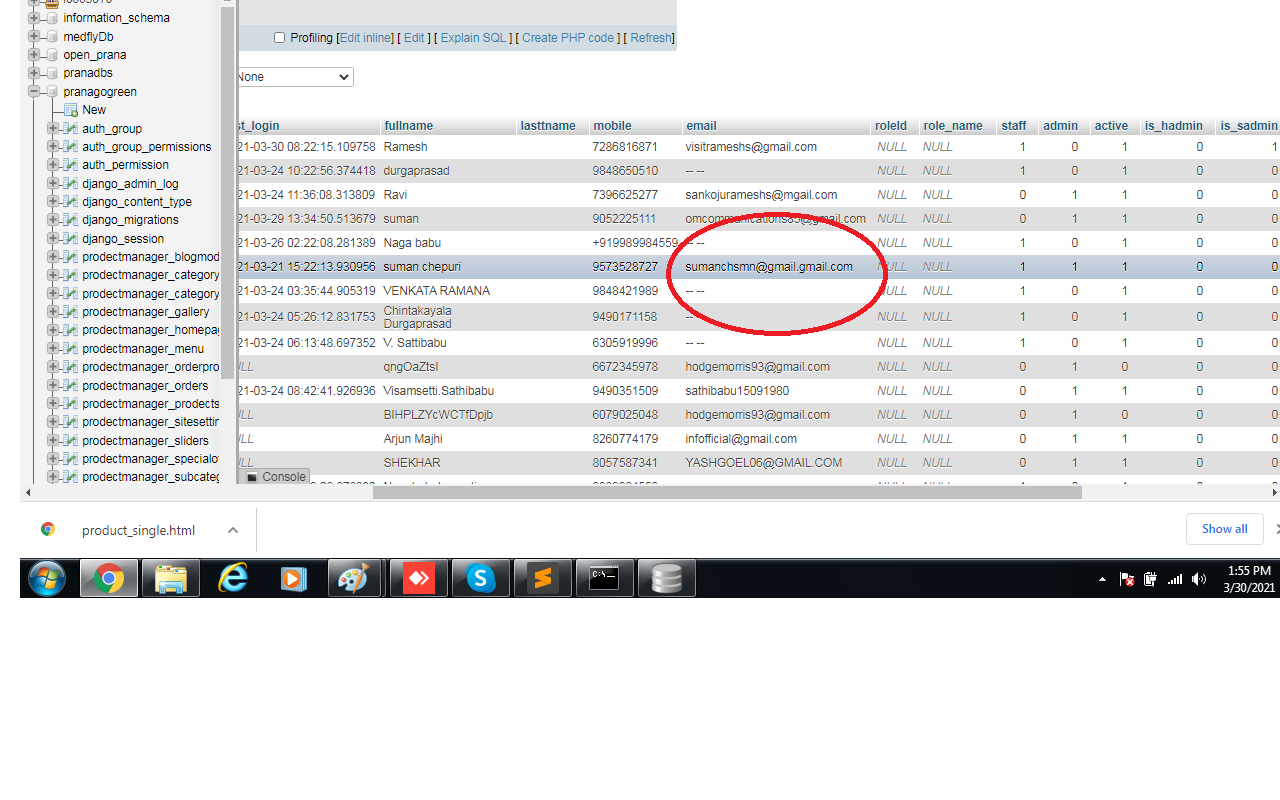 information_schema
medflyDb
open_prana
pranadbs
pranagogreen
New
auth_group
auth_group_permissions
auth_permission
django_admin_log
django_content_type
django_migrations
django_session
prodectmanager_blogmod
prodectmanager_category
prodectmanager_category
prodectmanager_gallery
prodectmanager_homepa
prodectmanager_menu
prodectmanager_orderpro
prodectmanager_orders
prodectmanager_prodects
prodectmanager_sitesettin
prodectmanager_sliders
prodectmanager_specialo
prodectmanager_subcateg
Profiling [Edit inline] [ Edit ] [ Explain SQL ] [ Create PHP code ] [ Refresh]
None
st_login fullname lasttname mobile email roleId role_name staff admin active is_hadmin is_sadmin
21-03-30 08:22:15.109758 Ramesh 7286816871 visitrameshs@gmail.com NULL NULL 1 0 1 0 1
21-03-24 10:22:56.374418 durgaprasad 9848650510 -- -- NULL NULL 1 0 1 0 0
21-03-24 11:36:08.313809 Ravi 7396625277 sankojurameshs@mgail.com NULL NULL 0 1 1 0 0
21-03-29 13:34:50.513679 suman 9052225111 omcommunications85@gmail.com NULL NULL 0 1 1 0 0
21-03-26 02:22:08.281389 Naga babu +919989984559 -- -- NULL NULL 1 0 1 0 0
21-03-21 15:22:13.930956 suman chepuri 9573528727 sumanchsmn@gmail.gmail.com NULL NULL 1 1 1 0 0
21-03-24 03:35:44.905319 VENKATA RAMANA 9848421989 -- -- NULL NULL 1 0 1 0 0
21-03-24 05:26:12.831753 Chintakayala Durgaprasad 9490171158 -- -- NULL NULL 1 0 1 0 0
21-03-24 06:13:48.697352 V. Sattibabu 6305919996 -- -- NULL NULL 1 0 1 0 0
NULL qngOaZtsI 6672345978 hodgemorris93@gmail.com NULL NULL 0 1 0 0 0
21-03-24 08:42:41.926936 Visamsetti.Sathibabu 9490351509 sathibabu15091980 NULL NULL 0 1 1 0 0
NULL BIHPLZYcWCTfDpjb 6079025048 hodgemorris93@gmail.com NULL NULL 0 1 0 0 0
NULL Arjun Majhi 8260774179 infofficial@gmail.com NULL NULL 0 1 1 0 0
NULL SHEKHAR 8057587341 YASHGOEL06@GMAIL.COM NULL NULL 0 1 1 0 0
Console
product_single.html
Show all
1:55 PM
3/30/2021